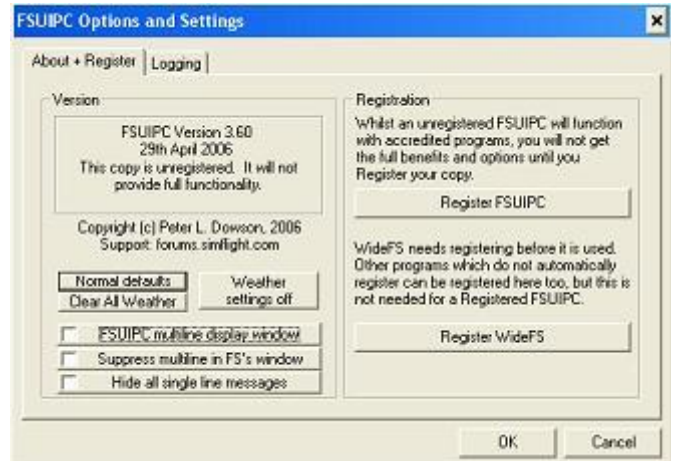 FSUIPC Options and Settings
About + Register
Logging
Version
FSUIPC Version 3.60
29th April 2006
This copy is unregistered. It will not
provide full functionality.
Copyright (c) Peter L. Dowson, 2006
Support: forums.simflight.com
Normal defaults
Clear All Weather
Weather
settings off
FSUIPC multiline display window
Suppress multiline in FS's window
Hide all single line messages
Registration
Whilst an unregistered FSUIPC will function
with accredited programs, you will not get
the full benefits and options until you
Register your copy.
Register FSUIPC
WideFS needs registering before it is used.
Other programs which do not automatically
register can be registered here too, but this is
not needed for a Registered FSUIPC.
Register WideFS
OK
Cancel